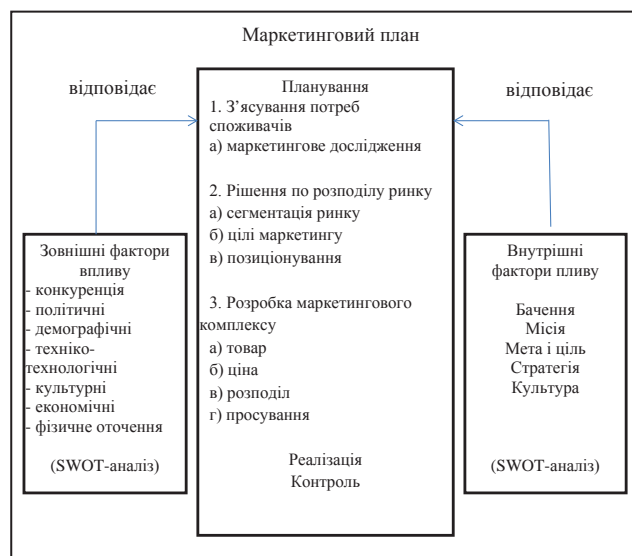 Маркетинговий план
відповідає
відповідає
Планування
1. З’ясування потреб
споживачів
а) маркетингове дослідження
2. Рішення по розподілу ринку
а) сегментація ринку
б) цілі маркетингу
в) позиціонування
3. Розробка маркетингового
комплексу
а) товар
б) ціна
в) розподіл
г) просування
Реалізація
Контроль
Зовнішні фактори
впливу
- конкуренція
- політичні
- демографічні
- техніко-
технологічні
- культурні
- економічні
- фізичне оточення
(SWOT-аналіз)
Внутрішні
фактори пливу
Бачення
Місія
Мета і ціль
Стратегія
Культура
(SWOT-аналіз)